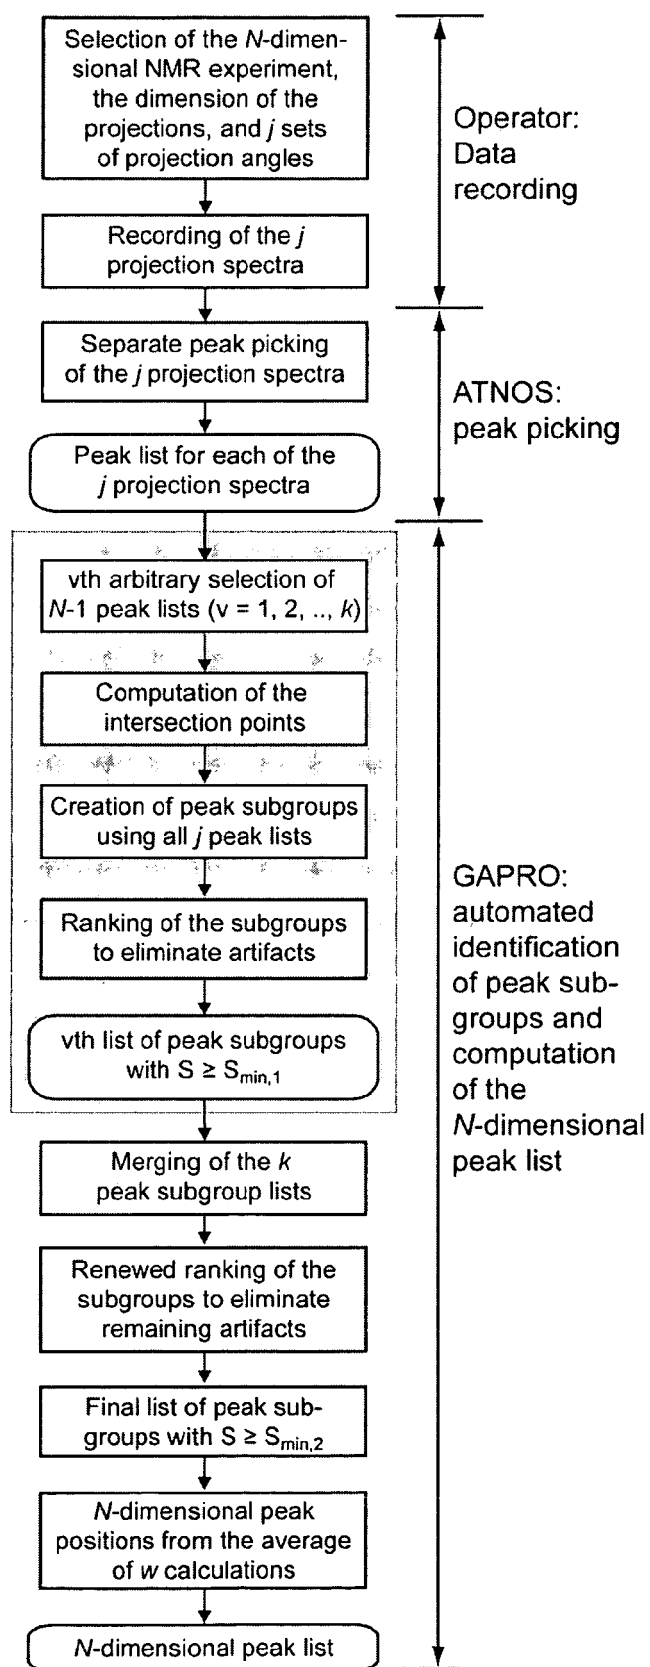 Selection of the N-dimen-
sional NMR experiment,
the dimension of the
projections, and j sets
of projection angles
Operator:
Data
recording
Recording of the j
projection spectra
Separate peak picking
of the j projection spectra
ATNOS:
peak picking
Peak list for each of the
j projection spectra
vth arbitrary selection of
N-1 peak lists (v = 1, 2, .., k)
Computation of the
intersection points
Creation of peak subgroups
using all j peak lists
Ranking of the subgroups
to eliminate artifacts
vth list of peak subgroups
with S ≥ Smin,1
GAPRO:
automated
identification
of peak sub-
groups and
computation
of the
N-dimensional
peak list
Merging of the k
peak subgroup lists
Renewed ranking of the
subgroups to eliminate
remaining artifacts
Final list of peak sub-
groups with S ≥ Smin,2
N-dimensional peak
positions from the average
of w calculations
N-dimensional peak list